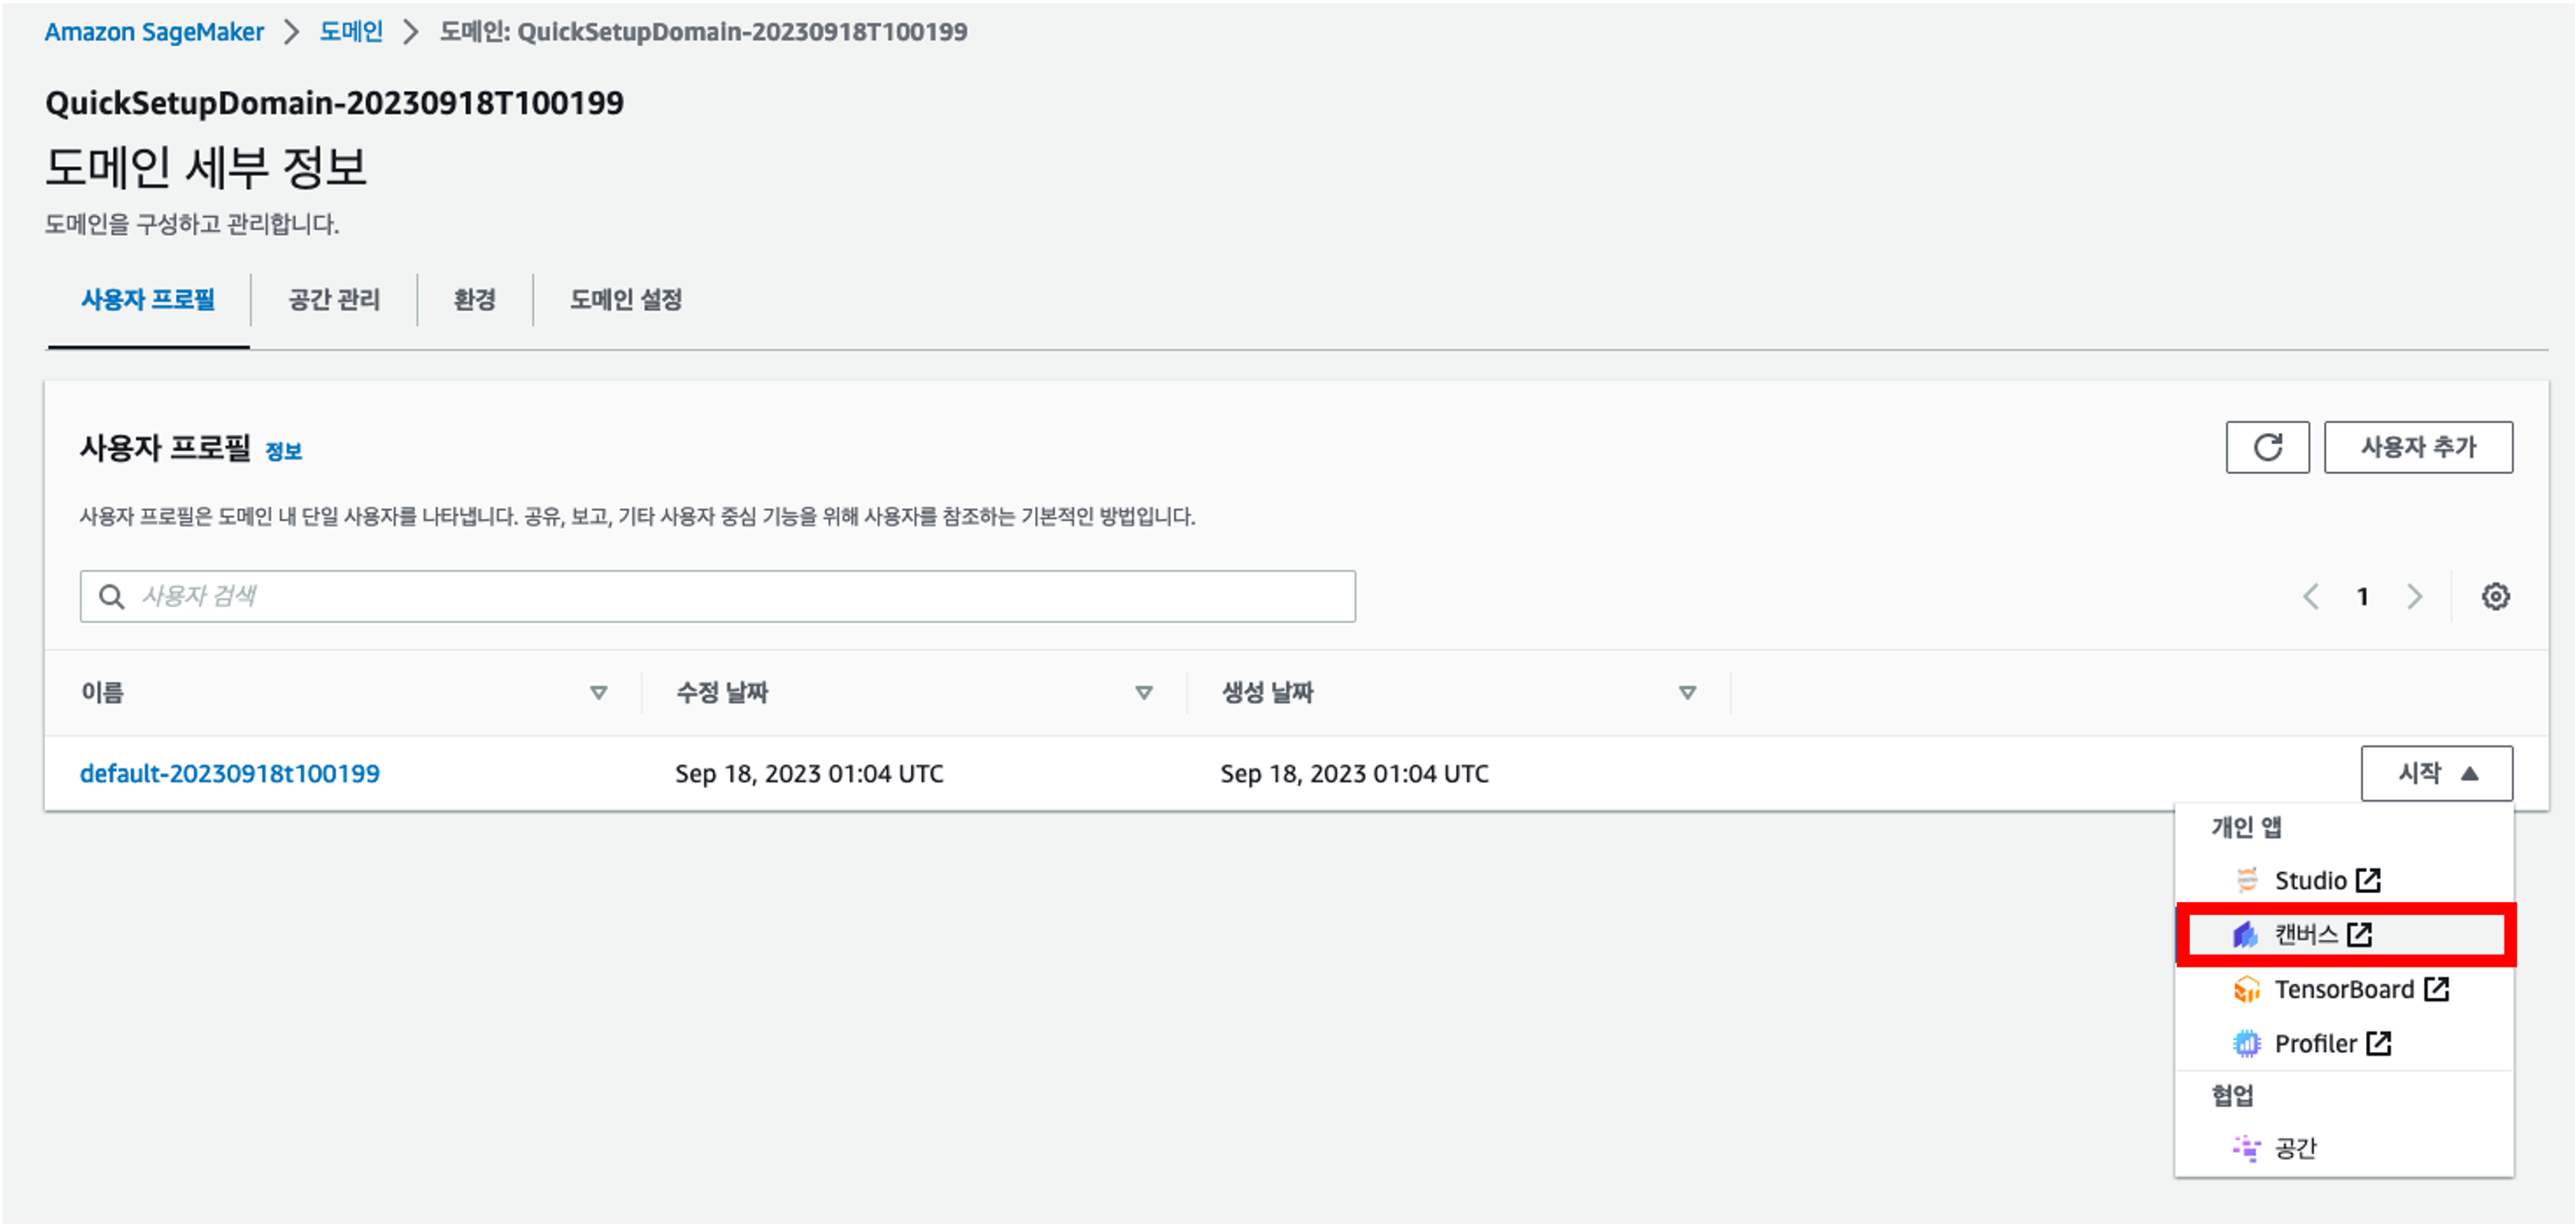 Amazon SageMaker > 도메인 > 도메인: QuickSetupDomain-20230918T100199
QuickSetupDomain-20230918T100199
도메인 세부 정보
도메인을 구성하고 관리합니다.
사용자 프로필 공간 관리 환경 도메인 설정
사용자 프로필 정보
사용자 추가
사용자 프로필은 도메인 내 단일 사용자를 나타냅니다. 공유, 보고, 기타 사용자 중심 기능을 위해 사용자를 참조하는 기본적인 방법입니다.
사용자 검색
1
이름 수정 날짜 생성 날짜
default-20230918t100199 Sep 18, 2023 01:04 UTC Sep 18, 2023 01:04 UTC 시작
개인 앱
Studio
캔버스
TensorBoard
Profiler
협업
공간